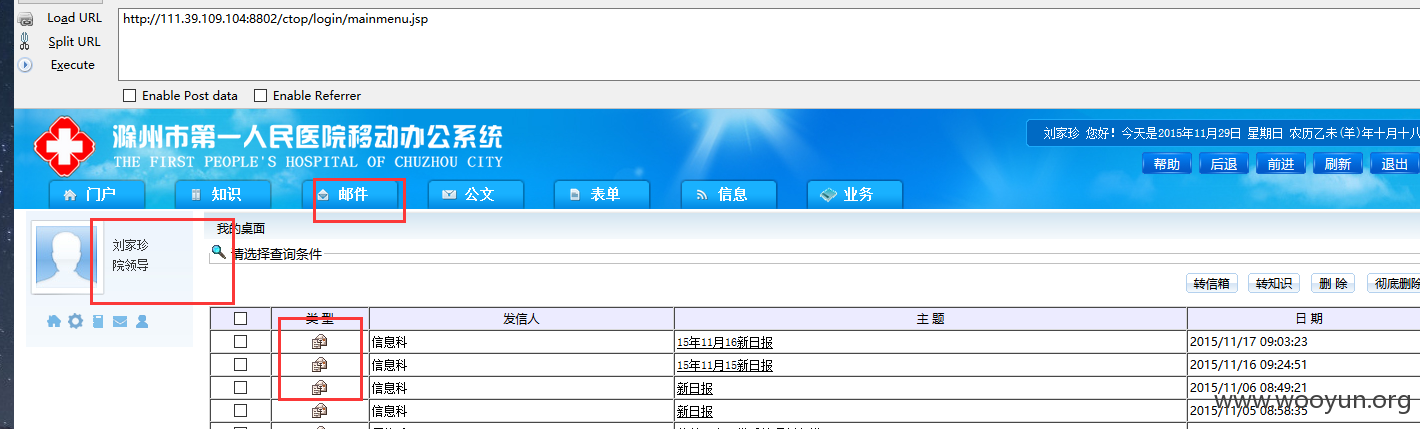 Load URL
http://111.39.109.104:8802/ctop/login/mainmenu.jsp
Split URL
Execute
Enable Post data Enable Referrer
滁州市第一人民医院移动办公系统
THE FIRST PEOPLE'S HOSPITAL OF CHUZHOU CITY
刘家珍 您好！今天是2015年11月29日 星期日 农历乙未(羊)年十月十八
帮助 后退 前进 刷新 退出
门户 知识 邮件 公文 表单 信息 业务
我的桌面
刘家珍
院领导
请选择查询条件
转信箱 转知识 删 除 彻底删除
类 型 发信人 主 题 日 期
信息科 15年11月16新日报 2015/11/17 09:03:23
信息科 15年11月15新日报 2015/11/16 09:24:51
信息科 新日报 2015/11/06 08:49:21
信息科 新日报 2015/11/05 08:58:35
www.wooyun.org